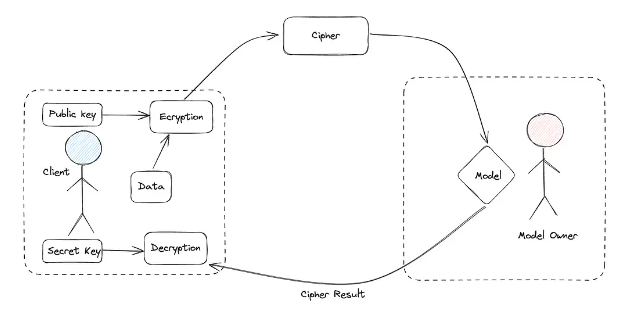 Cipher
Public key
Ecryption
Client
Data
Model
Secret Key
Decryption
Model Owner
Cipher Result